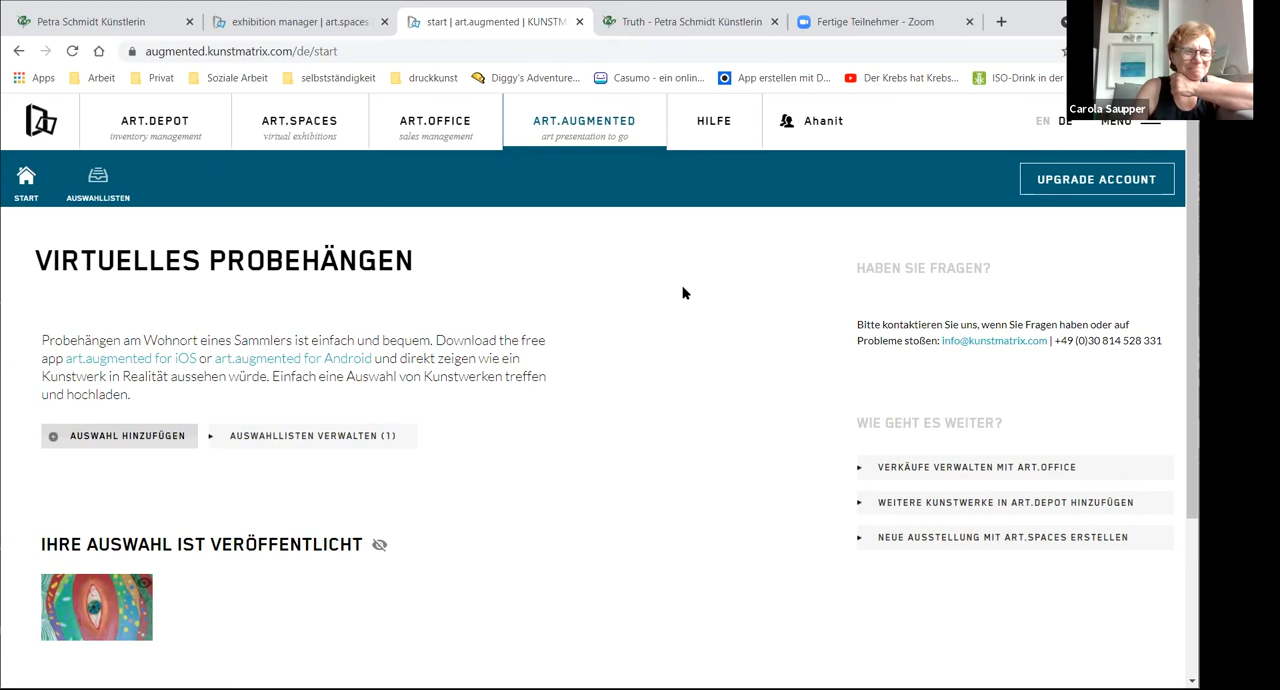 Petra Schmidt Künstlerin
exhibition manager | art.spaces
start | art.augmented | KUNSTM
Truth - Petra Schmidt Künstlerin
Fertige Teilnehmer - Zoom
augmented.kunstmatrix.com/de/start
Apps
Arbeit
Privat
Soziale Arbeit
selbstständigkeit
druckkunst
Diggy's Adventure...
Casumo - ein onlin...
App erstellen mit D...
Der Krebs hat Krebs...
ISO-Drink in der
Carola Saupper
ART.DEPOT
inventory management
ART.SPACES
virtual exhibitions
ART.OFFICE
sales management
ART.AUGMENTED
art presentation to go
HILFE
Ahanit
EN DE
MENU
START
AUSWAHLLISTEN
UPGRADE ACCOUNT
VIRTUELLES PROBEHÄNGEN
Probehängen am Wohnort eines Sammlers ist einfach und bequem. Download the free
app art.augmented for iOS or art.augmented for Android und direkt zeigen wie ein
Kunstwerk in Realität aussehen würde. Einfach eine Auswahl von Kunstwerken treffen
und hochladen.
AUSWAHL HINZUFÜGEN
AUSWAHLLISTEN VERWALTEN (1)
IHRE AUSWAHL IST VERÖFFENTLICHT
HABEN SIE FRAGEN?
Bitte kontaktieren Sie uns, wenn Sie Fragen haben oder auf
Probleme stoßen: info@kunstmatrix.com | +49 (0)30 814 528 331
WIE GEHT ES WEITER?
VERKÄUFE VERWALTEN MIT ART.OFFICE
WEITERE KUNSTWERKE IN ART.DEPOT HINZUFÜGEN
NEUE AUSSTELLUNG MIT ART.SPACES ERSTELLEN